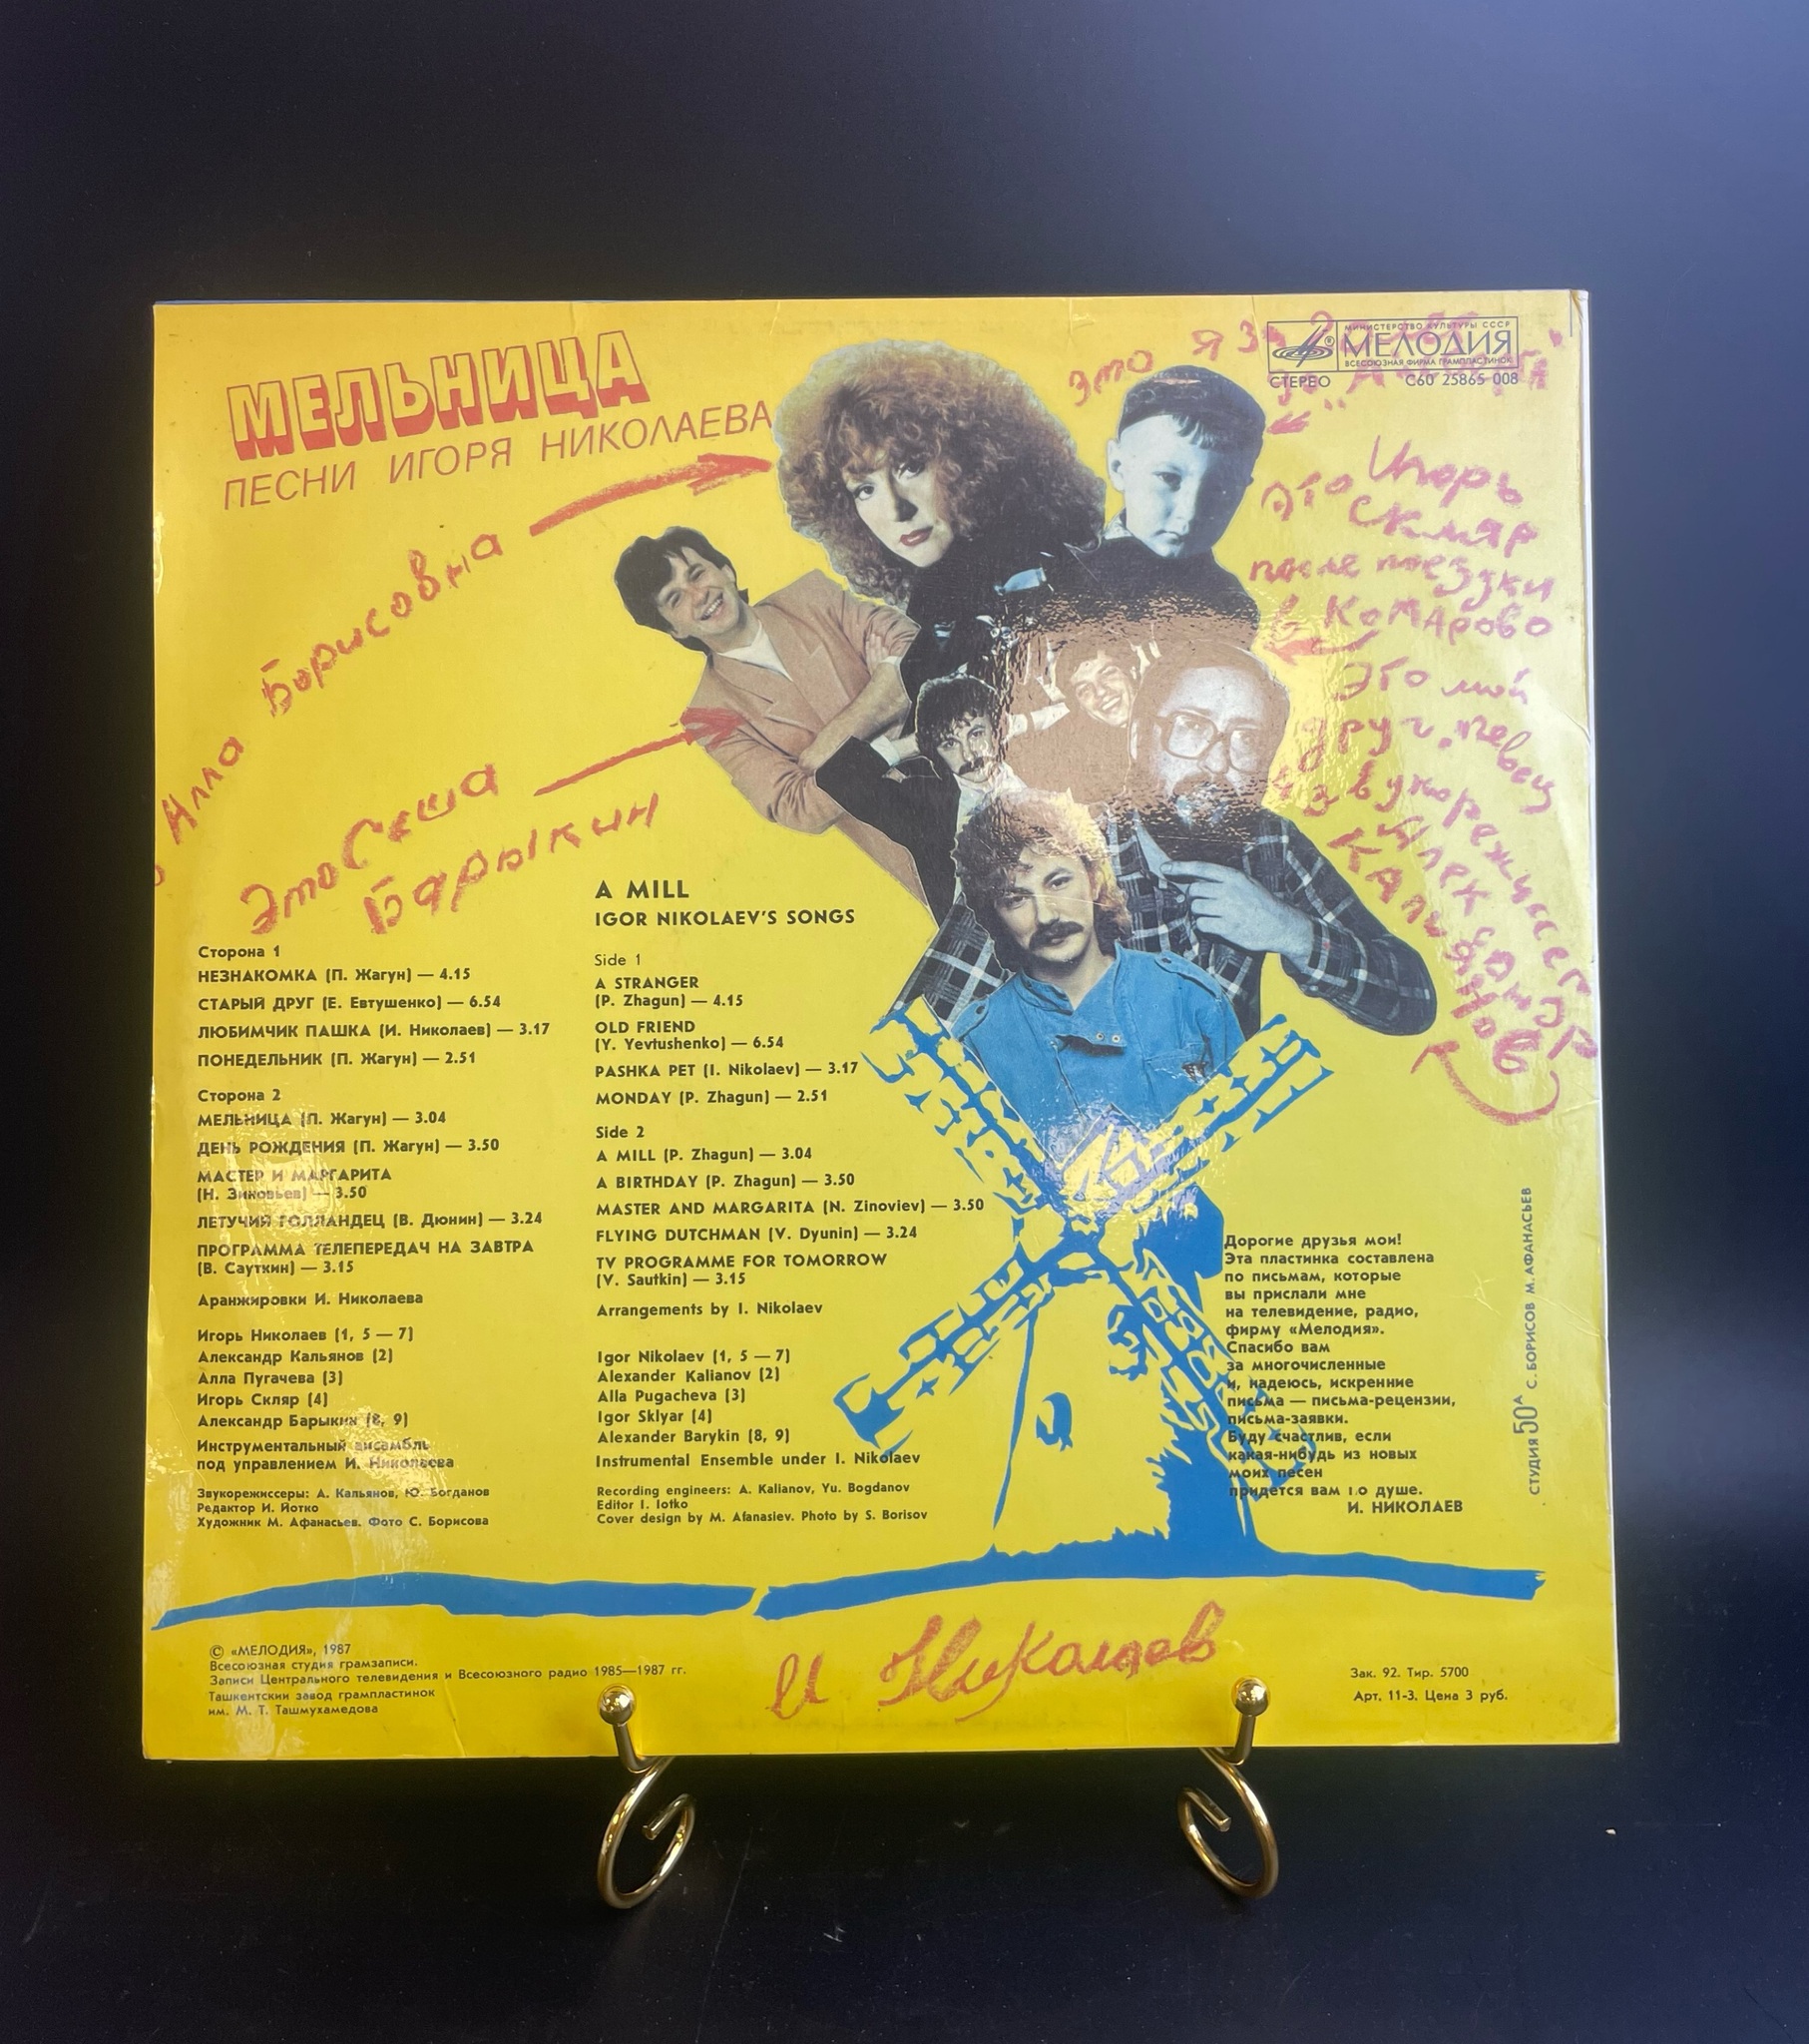 МЕЛЬНИЦА
ПЕСНИ ИГОРЯ НИКОЛАЕВА
МИНИСТЕРСТВО КУЛЬТУРЫ СССР
МЕЛОДИЯ
ВСЕСОЮЗНАЯ ФИРМА ГРАМПЛАСТИНОК
СТЕРЕО С60 25865 008
это я
Алла Борисовна
Это Саша
Барыкин
Это Игорь
Скляр
после поездки
в Комарово
Это мой
друг, певец
и звукорежиссер
Александр
Кальянов
Сторона 1
НЕЗНАКОМКА (П. Жагун) — 4.15
СТАРЫЙ ДРУГ (Е. Евтушенко) — 6.54
ЛЮБИМЧИК ПАШКА (И. Николаев) — 3.17
ПОНЕДЕЛЬНИК (П. Жагун) — 2.51
Сторона 2
МЕЛЬНИЦА (П. Жагун) — 3.04
ДЕНЬ РОЖДЕНИЯ (П. Жагун) — 3.50
МАСТЕР И МАРГАРИТА
(Н. Зиновьев) — 3.50
ЛЕТУЧИЙ ГОЛЛАНДЕЦ (В. Дюнин) — 3.24
ПРОГРАММА ТЕЛЕПЕРЕДАЧ НА ЗАВТРА
(В. Сауткин) — 3.15
Аранжировки И. Николаева
Игорь Николаев (1, 5 — 7)
Александр Кальянов (2)
Алла Пугачева (3)
Игорь Скляр (4)
Александр Барыкин (8, 9)
Инструментальный ансамбль
под управлением И. Николаева
Звукорежиссеры: А. Кальянов, Ю. Богданов
Редактор И. Йотко
Художник М. Афанасьев. Фото С. Борисова
A MILL
IGOR NIKOLAEV'S SONGS
Side 1
A STRANGER
(P. Zhagun) — 4.15
OLD FRIEND
(Y. Yevtushenko) — 6.54
PASHKA PET (I. Nikolaev) — 3.17
MONDAY (P. Zhagun) — 2.51
Side 2
A MILL (P. Zhagun) — 3.04
A BIRTHDAY (P. Zhagun) — 3.50
MASTER AND MARGARITA (N. Zinoviev) — 3.50
FLYING DUTCHMAN (V. Dyunin) — 3.24
TV PROGRAMME FOR TOMORROW
(V. Sautkin) — 3.15
Arrangements by I. Nikolaev
Igor Nikolaev (1, 5 — 7)
Alexander Kalianov (2)
Alla Pugacheva (3)
Igor Sklyar (4)
Alexander Barykin (8, 9)
Instrumental Ensemble under I. Nikolaev
Recording engineers: A. Kalianov, Yu. Bogdanov
Editor I. Iotko
Cover design by M. Afanasiev. Photo by S. Borisov
Дорогие друзья мои!
Эта пластинка составлена
по письмам, которые
вы прислали мне
на телевидение, радио,
фирму «Мелодия».
Спасибо вам
за многочисленные
и, надеюсь, искренние
письма — письма-рецензии,
письма-заявки.
Буду счастлив, если
какая-нибудь из новых
моих песен
придется вам по душе.
И. НИКОЛАЕВ
СТУДИЯ 50А С. БОРИСОВ М. АФАНАСЬЕВ
© «МЕЛОДИЯ», 1987
Всесоюзная студия грамзаписи.
Записи Центрального телевидения и Всесоюзного радио 1985—1987 гг.
Ташкентский завод грампластинок
им. М. Т. Ташмухамедова
И Николаев
Зак. 92. Тир. 5700
Арт. 11-3. Цена 3 руб.